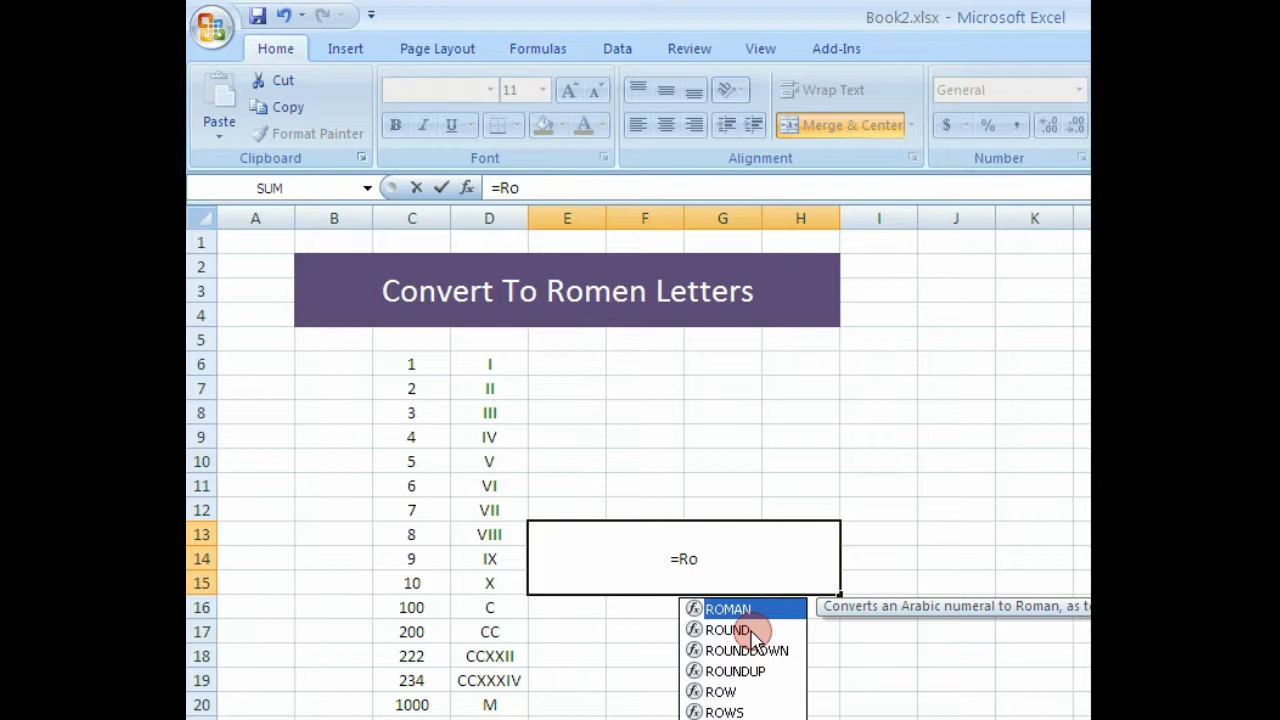 Book2.xlsx - Microsoft Excel
Home Insert Page Layout Formulas Data Review View Add-Ins
Paste
Cut
Copy
Format Painter
11
Wrap Text
Merge & Center
General
$ % ,
Clipboard Font Alignment Number
SUM =Ro
A B C D E F G H I J K
1
2
3 Convert To Romen Letters
4
5
6 1 I
7 2 II
8 3 III
9 4 IV
10 5 V
11 6 VI
12 7 VII
13 8 VIII
14 9 IX =Ro
15 10 X
16 100 C ROMAN Converts an Arabic numeral to Roman, as te
17 200 CC ROUND
18 222 CCXXII ROUNDDOWN
19 234 CCXXXIV ROUNDUP
20 1000 M ROW
ROWS